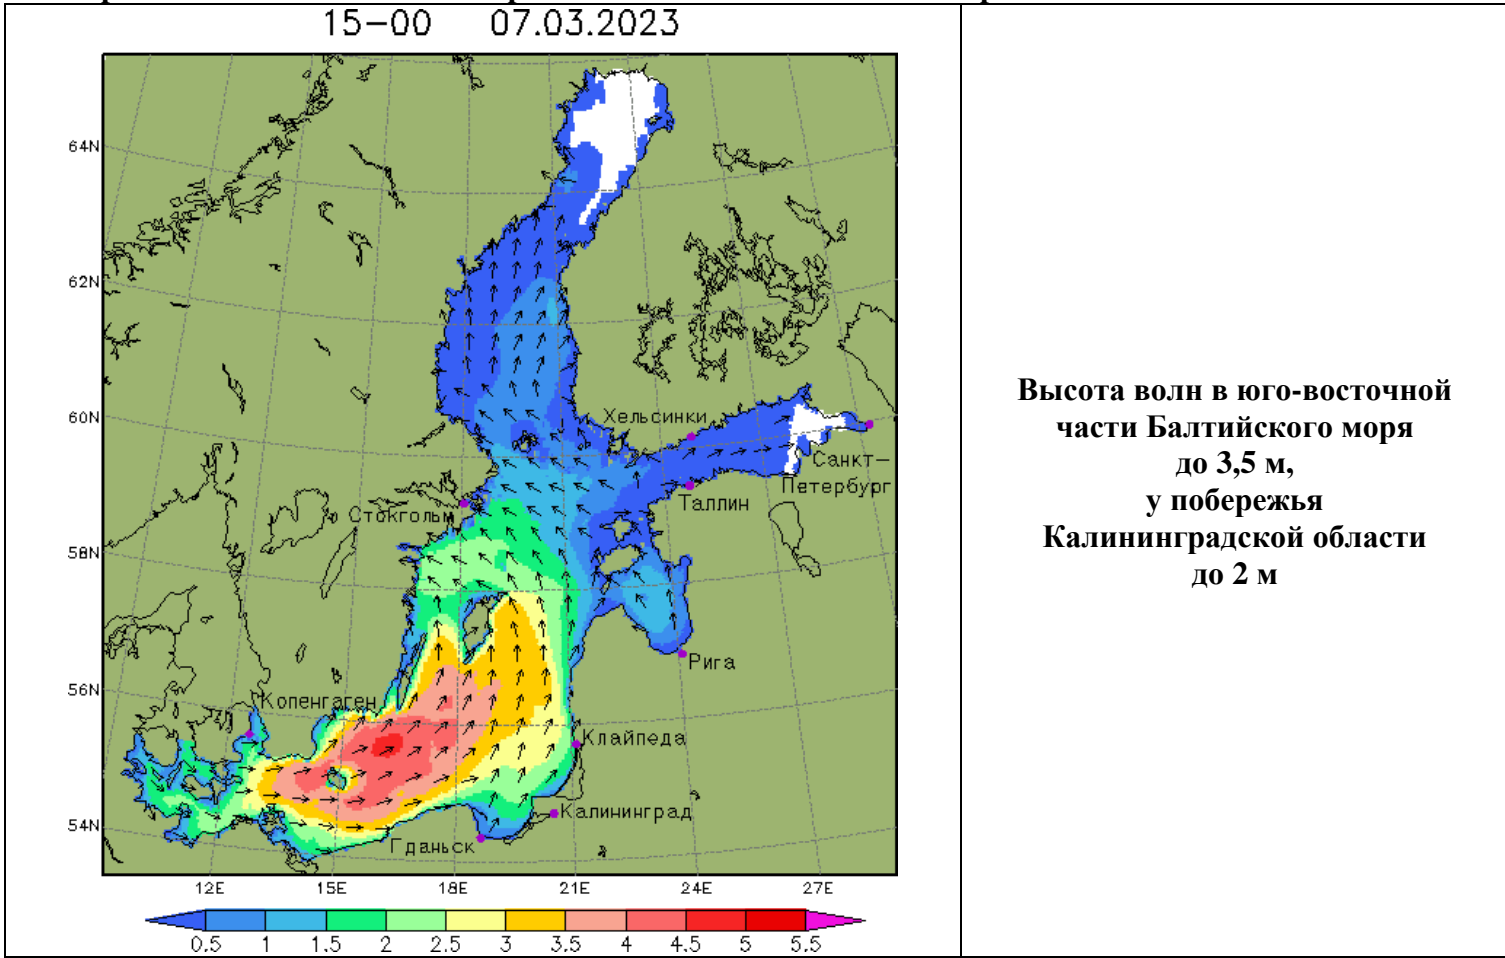 15-00 07.03.2023
64N
62N
60N
58N
56N
54N
Хельсинки
Санкт-
Петербург
Таллин
Стокгольм
Рига
Копенгаген
Клайпеда
Калининград
Гданьск
12E 15E 18E 21E 24E 27E
0.5 1 1.5 2 2.5 3 3.5 4 4.5 5 5.5
Высота волн в юго-восточной
части Балтийского моря
до 3,5 м,
у побережья
Калининградской области
до 2 м